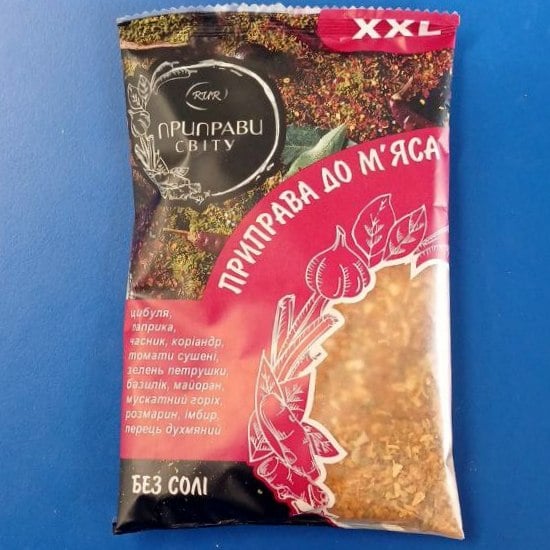 XXL
RUR
ПРИПРАВИ
СВІТУ
ПРИПРАВА ДО М'ЯСА
цибуля,
паприка,
часник, коріандр,
томати сушені,
зелень петрушки,
базилік, майоран,
мускатний горіх,
розмарин, імбир,
перець духмяний
БЕЗ СОЛІ